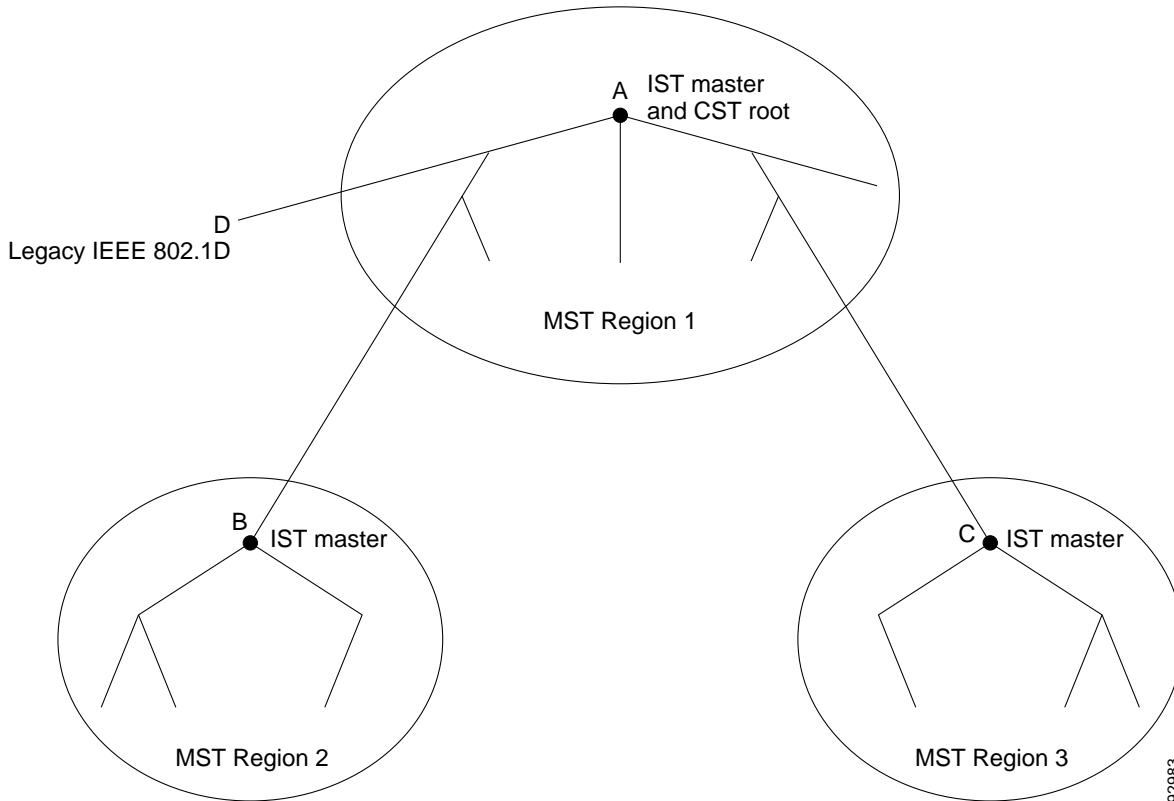 A
IST master
and CST root
D
Legacy IEEE 802.1D
MST Region 1
B
IST master
C
IST master
MST Region 2
MST Region 3
92983